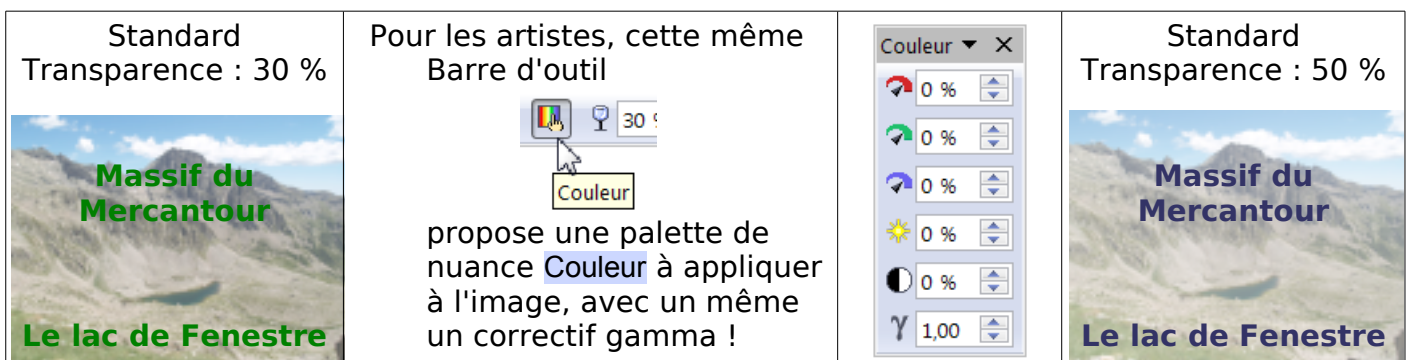 Standard
Transparence : 30 %
Massif du
Mercantour
Le lac de Fenestre
Pour les artistes, cette même
Barre d'outil
30
Couleur
propose une palette de
nuance Couleur à appliquer
à l'image, avec un même
un correctif gamma !
Couleur
0 %
0 %
0 %
0 %
0 %
γ 1,00
Standard
Transparence : 50 %
Massif du
Mercantour
Le lac de Fenestre